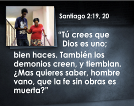 Santiago 2:19, 20
“Tú crees que
Dios es uno;
bien haces. También los
demonios creen, y tiemblan.
¿Mas quieres saber, hombre
vano, que la fe sin obras es
muerta?”